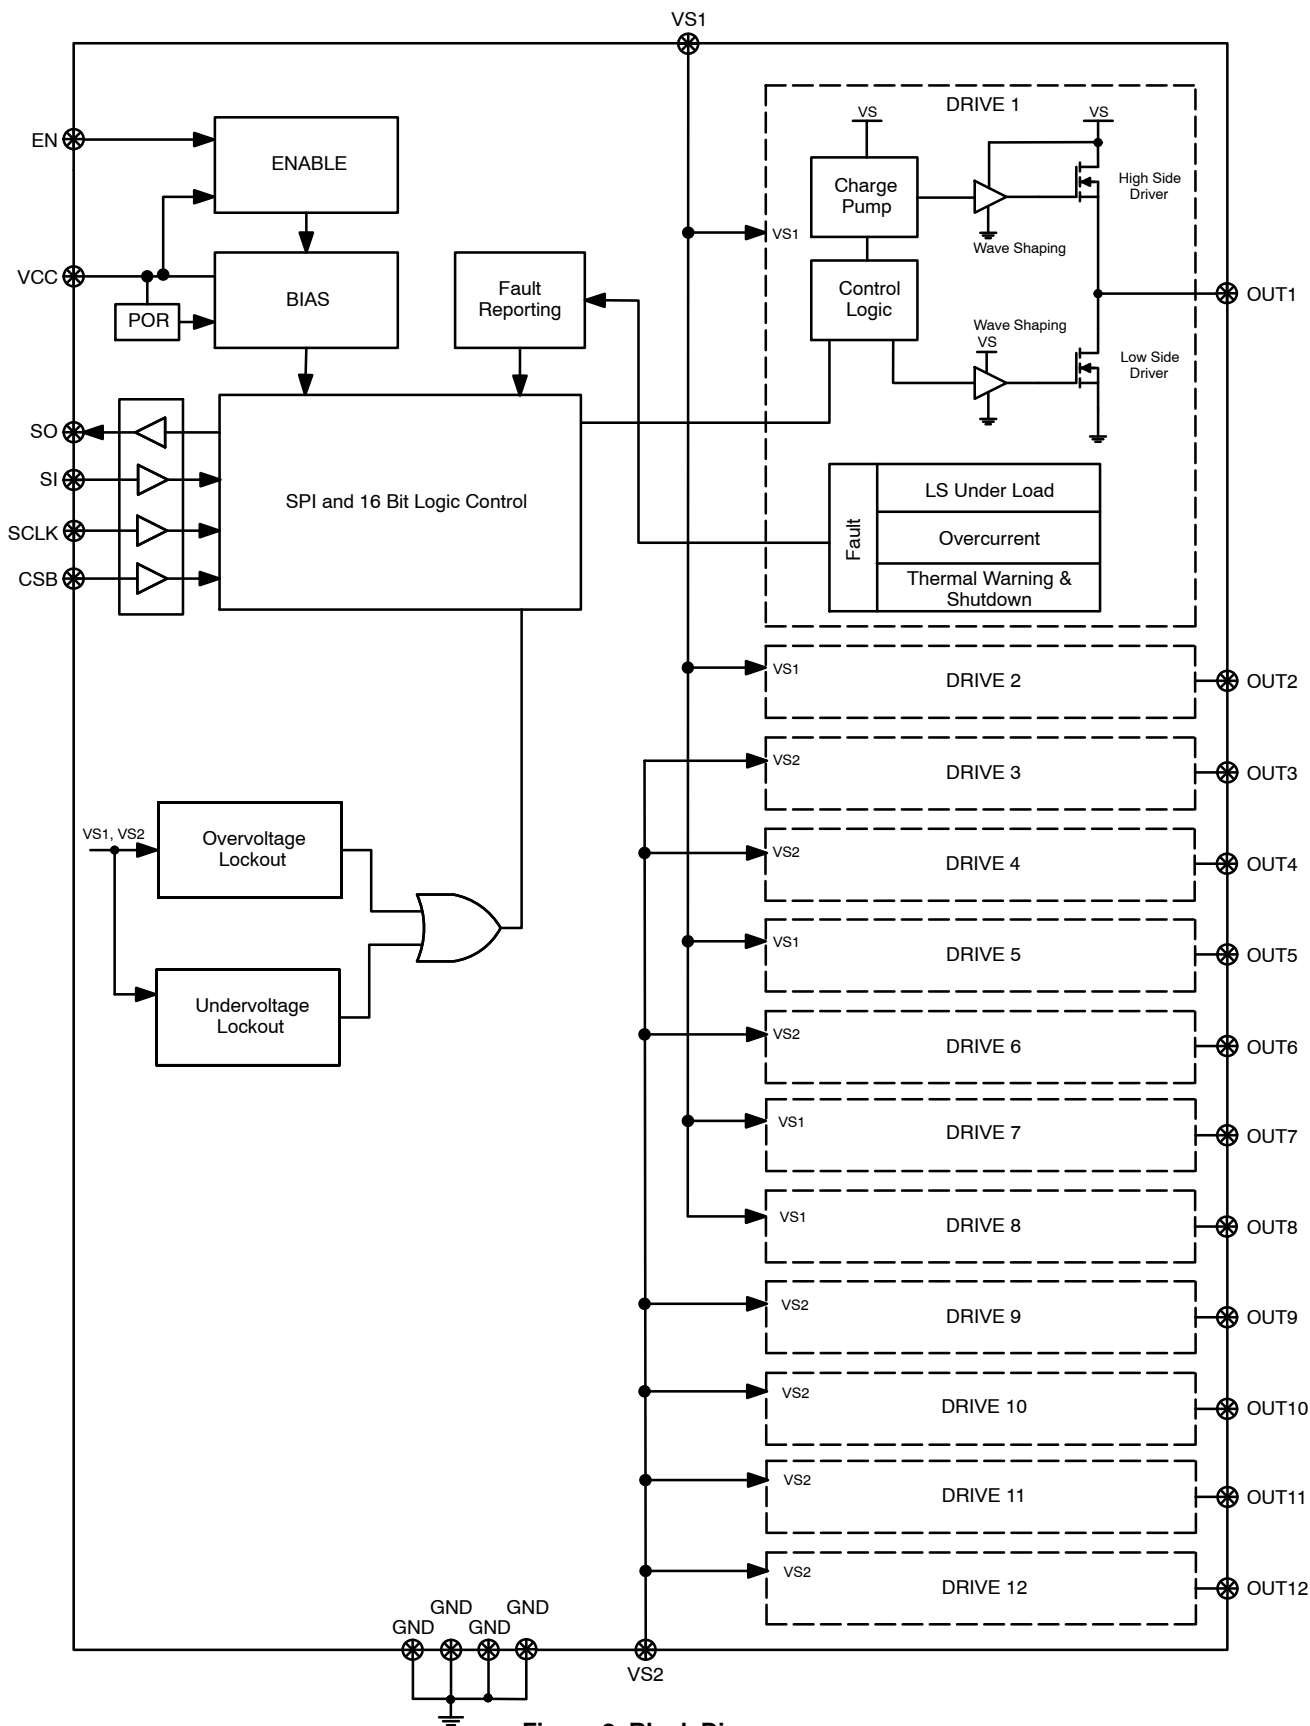 VS1
EN
ENABLE
VCC
BIAS
POR
Fault
Reporting
SO
SI
SCLK
CSB
SPI and 16 Bit Logic Control
VS1, VS2
Overvoltage
Lockout
Undervoltage
Lockout
DRIVE 1
VS
VS
Charge
Pump
High Side
Driver
VS1
Wave Shaping
Control
Logic
OUT1
Wave Shaping
VS
Low Side
Driver
Fault
LS Under Load
Overcurrent
Thermal Warning &
Shutdown
VS1
DRIVE 2
OUT2
VS2
DRIVE 3
OUT3
VS2
DRIVE 4
OUT4
VS1
DRIVE 5
OUT5
VS2
DRIVE 6
OUT6
VS1
DRIVE 7
OUT7
VS1
DRIVE 8
OUT8
VS2
DRIVE 9
OUT9
VS2
DRIVE 10
OUT10
VS2
DRIVE 11
OUT11
VS2
DRIVE 12
OUT12
GND
GND
GND
GND
VS2